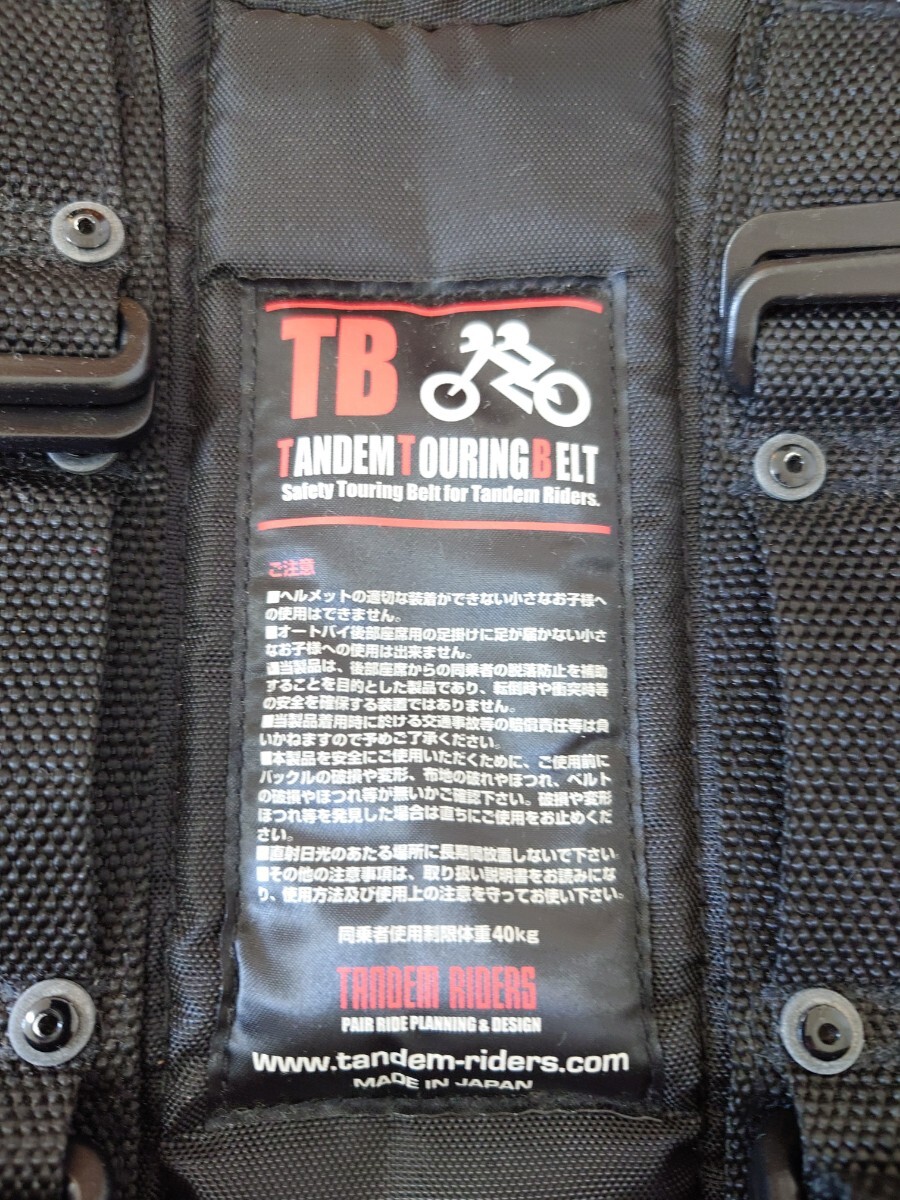 TB
TANDEM TOURING BELT
Safety Touring Belt for Tandem Riders.
ご注意
■ヘルメットの適切な装着ができない小さなお子様へ
の使用はできません。
■オートバイ後部座席用の足掛けに足が届かない小さ
なお子様への使用は出来ません。
■当製品は、後部座席からの同乗者の脱落防止を補助
することを目的とした製品であり、転倒時や衝突時等
の安全を確保する装置ではありません。
■当製品着用時に於ける交通事故等の賠償責任等は負
いかねますので予めご了承ください。
■本製品を安全にご使用いただくために、ご使用前に
バックルの破損や変形、布地の破れやほつれ、ベルト
の破損やほつれ等が無いかご確認下さい。破損や変形
ほつれ等を発見した場合は直ちにご使用をお止めくだ
さい。
■直射日光のあたる場所に長期間放置しないで下さい
■その他の注意事項は、取り扱い説明書をお読みにな
り、使用方法及び使用上の注意を守ってお使い下さい。
同乗者使用制限体重40kg
TANDEM RIDERS
PAIR RIDE PLANNING & DESIGN
www.tandem-riders.com
MADE IN JAPAN